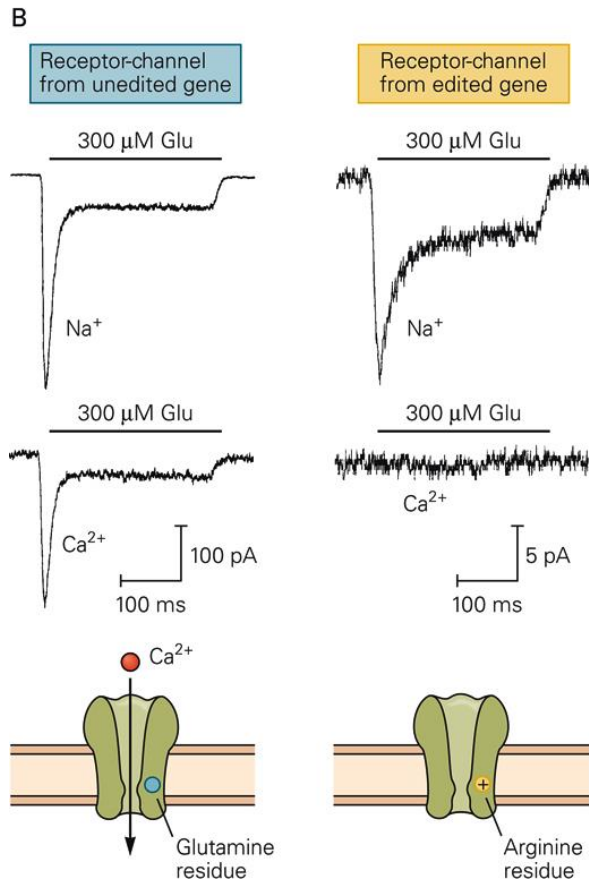 B
Receptor-channel
from unedited gene
Receptor-channel
from edited gene
300 μM Glu
300 μM Glu
Na+
Na+
300 μM Glu
300 μM Glu
Ca2+
Ca2+
100 pA
5 pA
100 ms
100 ms
Ca2+
+
Glutamine
residue
Arginine
residue